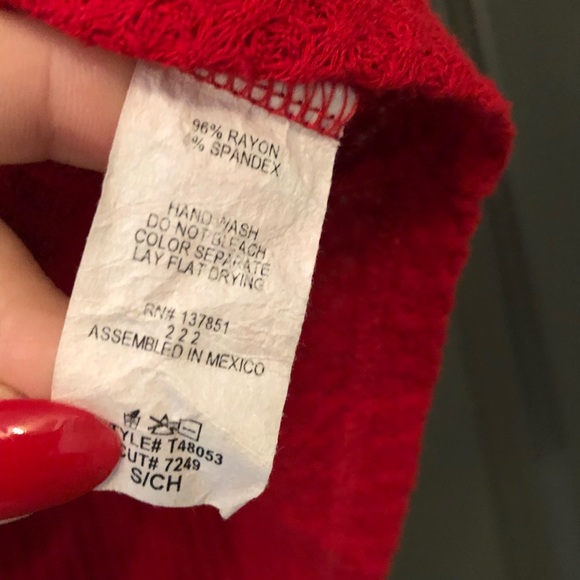 96% RAYON
% SPANDEX
HAND WASH
DO NOT BLEACH
COLOR SEPARATE
LAY FLAT DRYING
RN# 137851
2 2 2
ASSEMBLED IN MEXICO
TYLE# T48053
CUT# 7249
S/CH